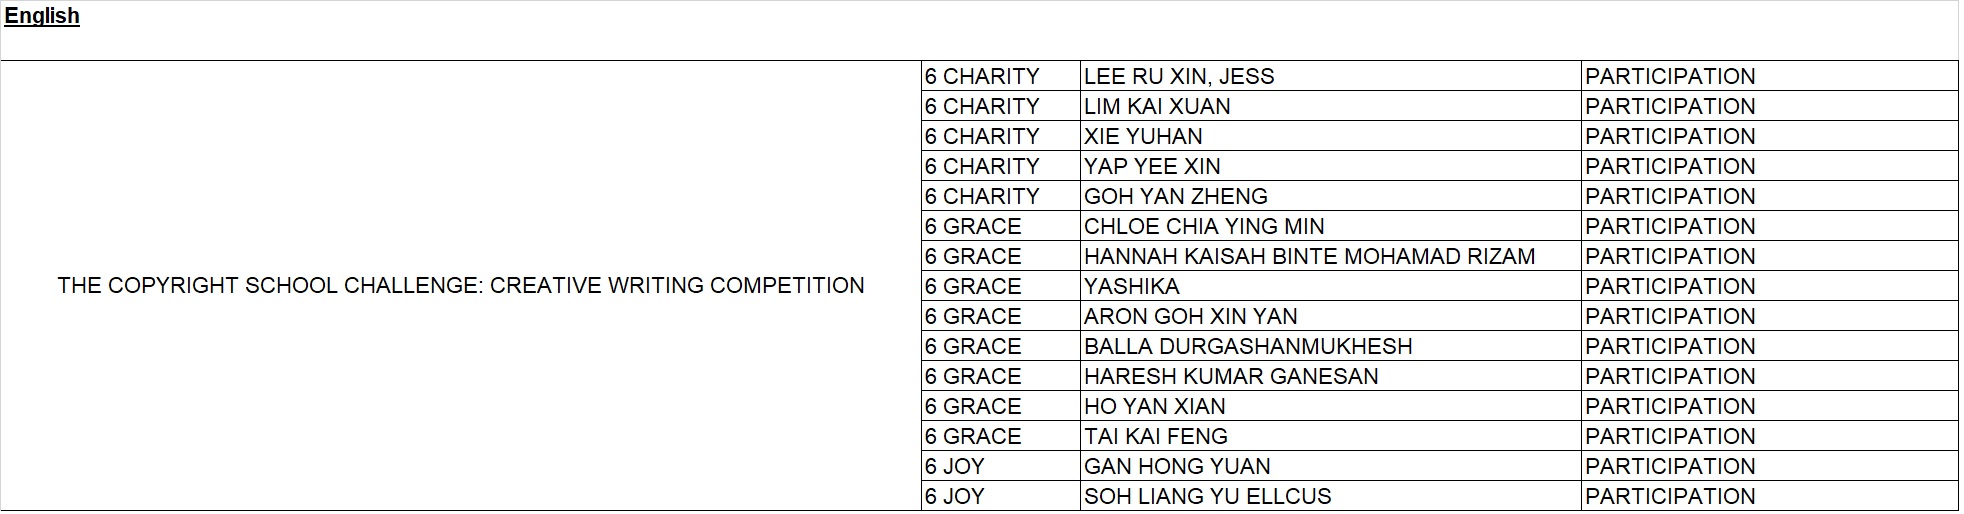 English
6 CHARITY LEE RU XIN, JESS PARTICIPATION
6 CHARITY LIM KAI XUAN PARTICIPATION
6 CHARITY XIE YUHAN PARTICIPATION
6 CHARITY YAP YEE XIN PARTICIPATION
6 CHARITY GOH YAN ZHENG PARTICIPATION
6 GRACE CHLOE CHIA YING MIN PARTICIPATION
6 GRACE HANNAH KAISAH BINTE MOHAMAD RIZAM PARTICIPATION
THE COPYRIGHT SCHOOL CHALLENGE: CREATIVE WRITING COMPETITION 6 GRACE YASHIKA PARTICIPATION
6 GRACE ARON GOH XIN YAN PARTICIPATION
6 GRACE BALLA DURGASHANMUKHESH PARTICIPATION
6 GRACE HARESH KUMAR GANESAN PARTICIPATION
6 GRACE HO YAN XIAN PARTICIPATION
6 GRACE TAI KAI FENG PARTICIPATION
6 JOY GAN HONG YUAN PARTICIPATION
6 JOY SOH LIANG YU ELLCUS PARTICIPATION